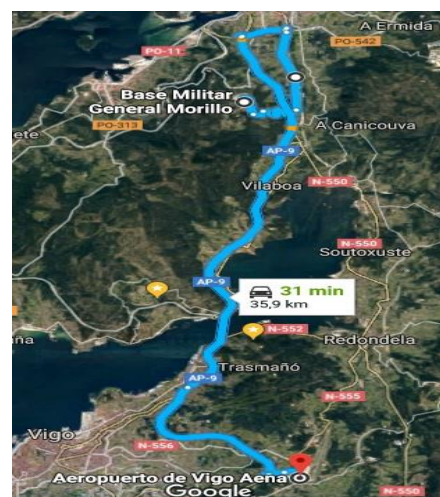 A Ermida
PO-11
PO-542
Base Militar
General Morillo
PO-313
ete
A Canicouva
AP-9
Vilaboa
N-550
N-550
Soutoxuste
AP-9
31 min
35,9 km
N-552
aña
Redondela
Trasmañó
AP-9
N-555
Vigo
N-556
Aeropuerto de Vigo Aena
N-550
Google